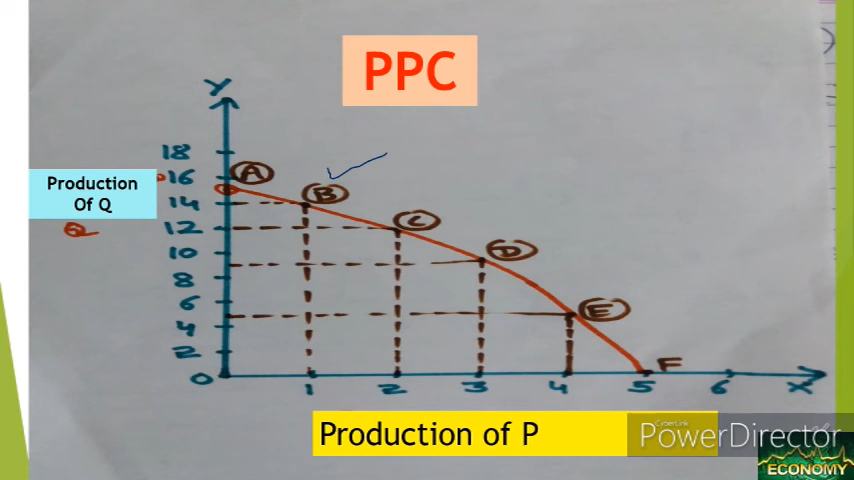 PPC
Y
18
16
A
Production
Of Q
B
14
Q
12
C
10
D
8
6
E
4
2
F
0
1
2
3
4
5
6
X
Production of P
CyberLink
PowerDirector
ECONOMY